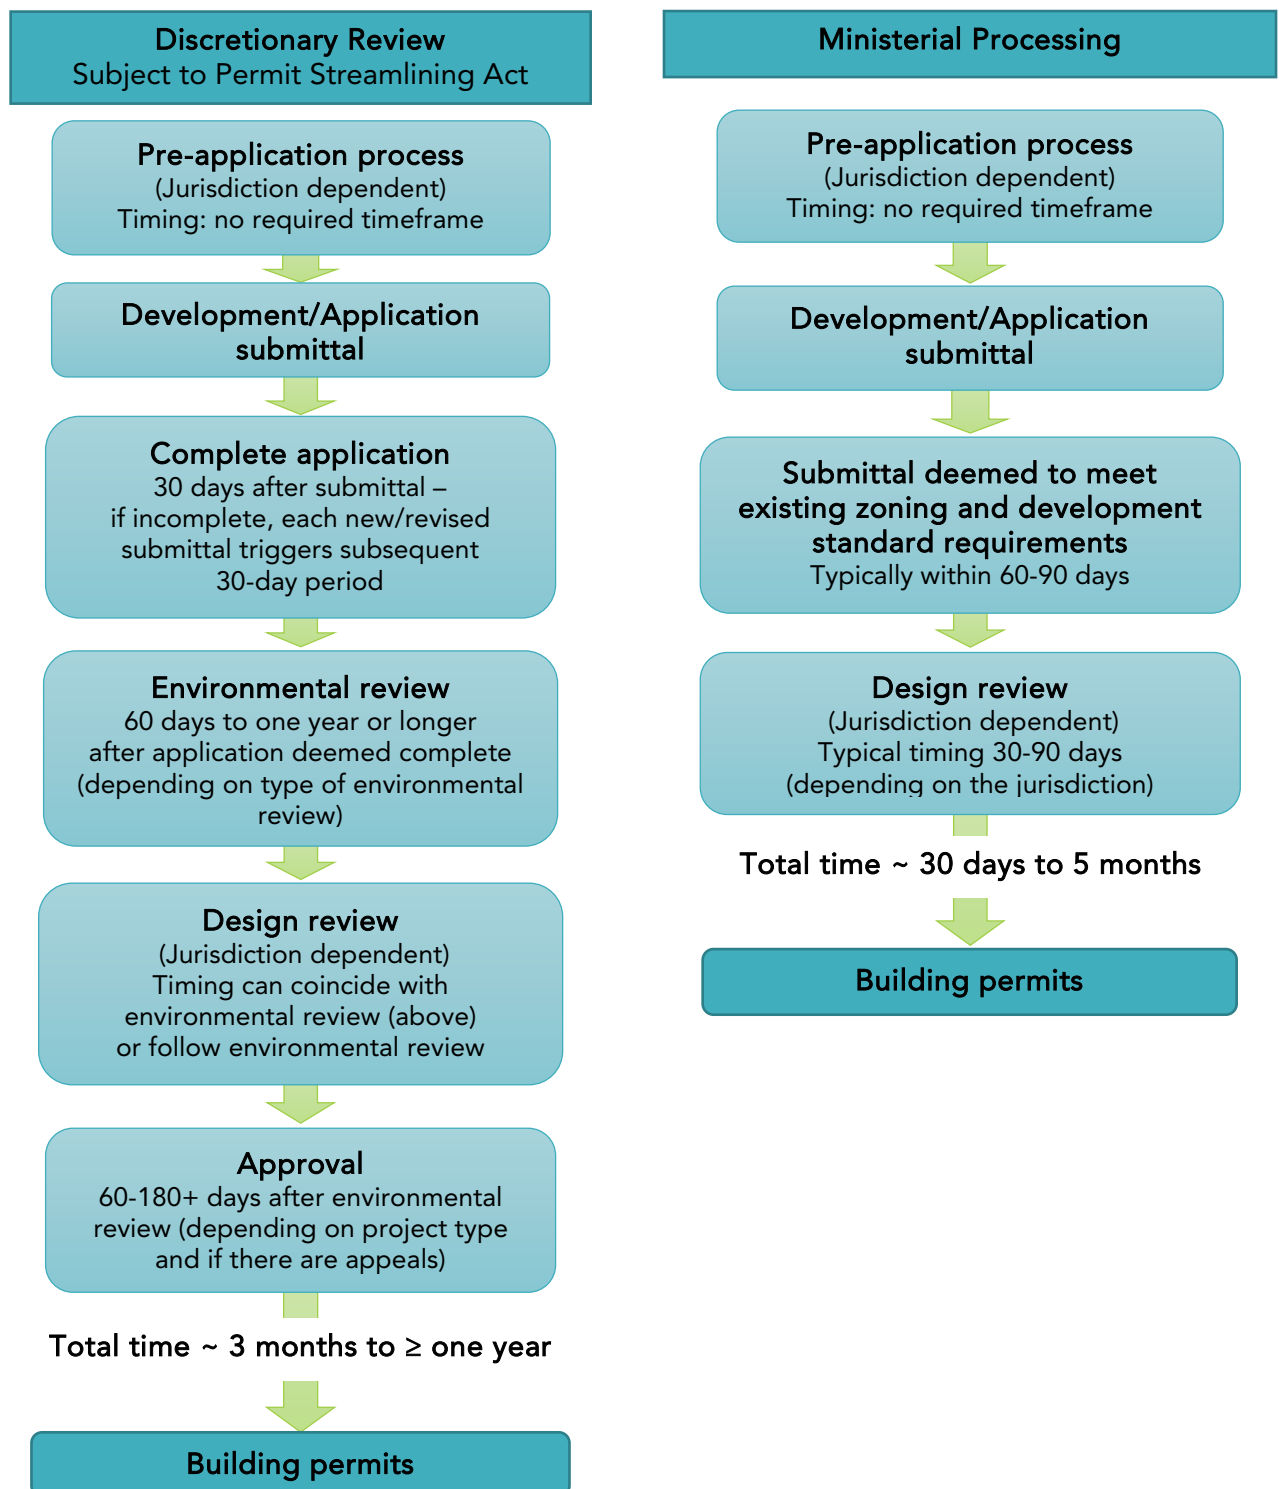 Discretionary Review
Subject to Permit Streamlining Act
Pre-application process
(Jurisdiction dependent)
Timing: no required timeframe
Development/Application
submittal
Complete application
30 days after submittal –
if incomplete, each new/revised
submittal triggers subsequent
30-day period
Environmental review
60 days to one year or longer
after application deemed complete
(depending on type of environmental
review)
Design review
(Jurisdiction dependent)
Timing can coincide with
environmental review (above)
or follow environmental review
Approval
60-180+ days after environmental
review (depending on project type
and if there are appeals)
Total time ~ 3 months to ≥ one year
Building permits
Ministerial Processing
Pre-application process
(Jurisdiction dependent)
Timing: no required timeframe
Development/Application
submittal
Submittal deemed to meet
existing zoning and development
standard requirements
Typically within 60-90 days
Design review
(Jurisdiction dependent)
Typical timing 30-90 days
(depending on the jurisdiction)
Total time ~ 30 days to 5 months
Building permits